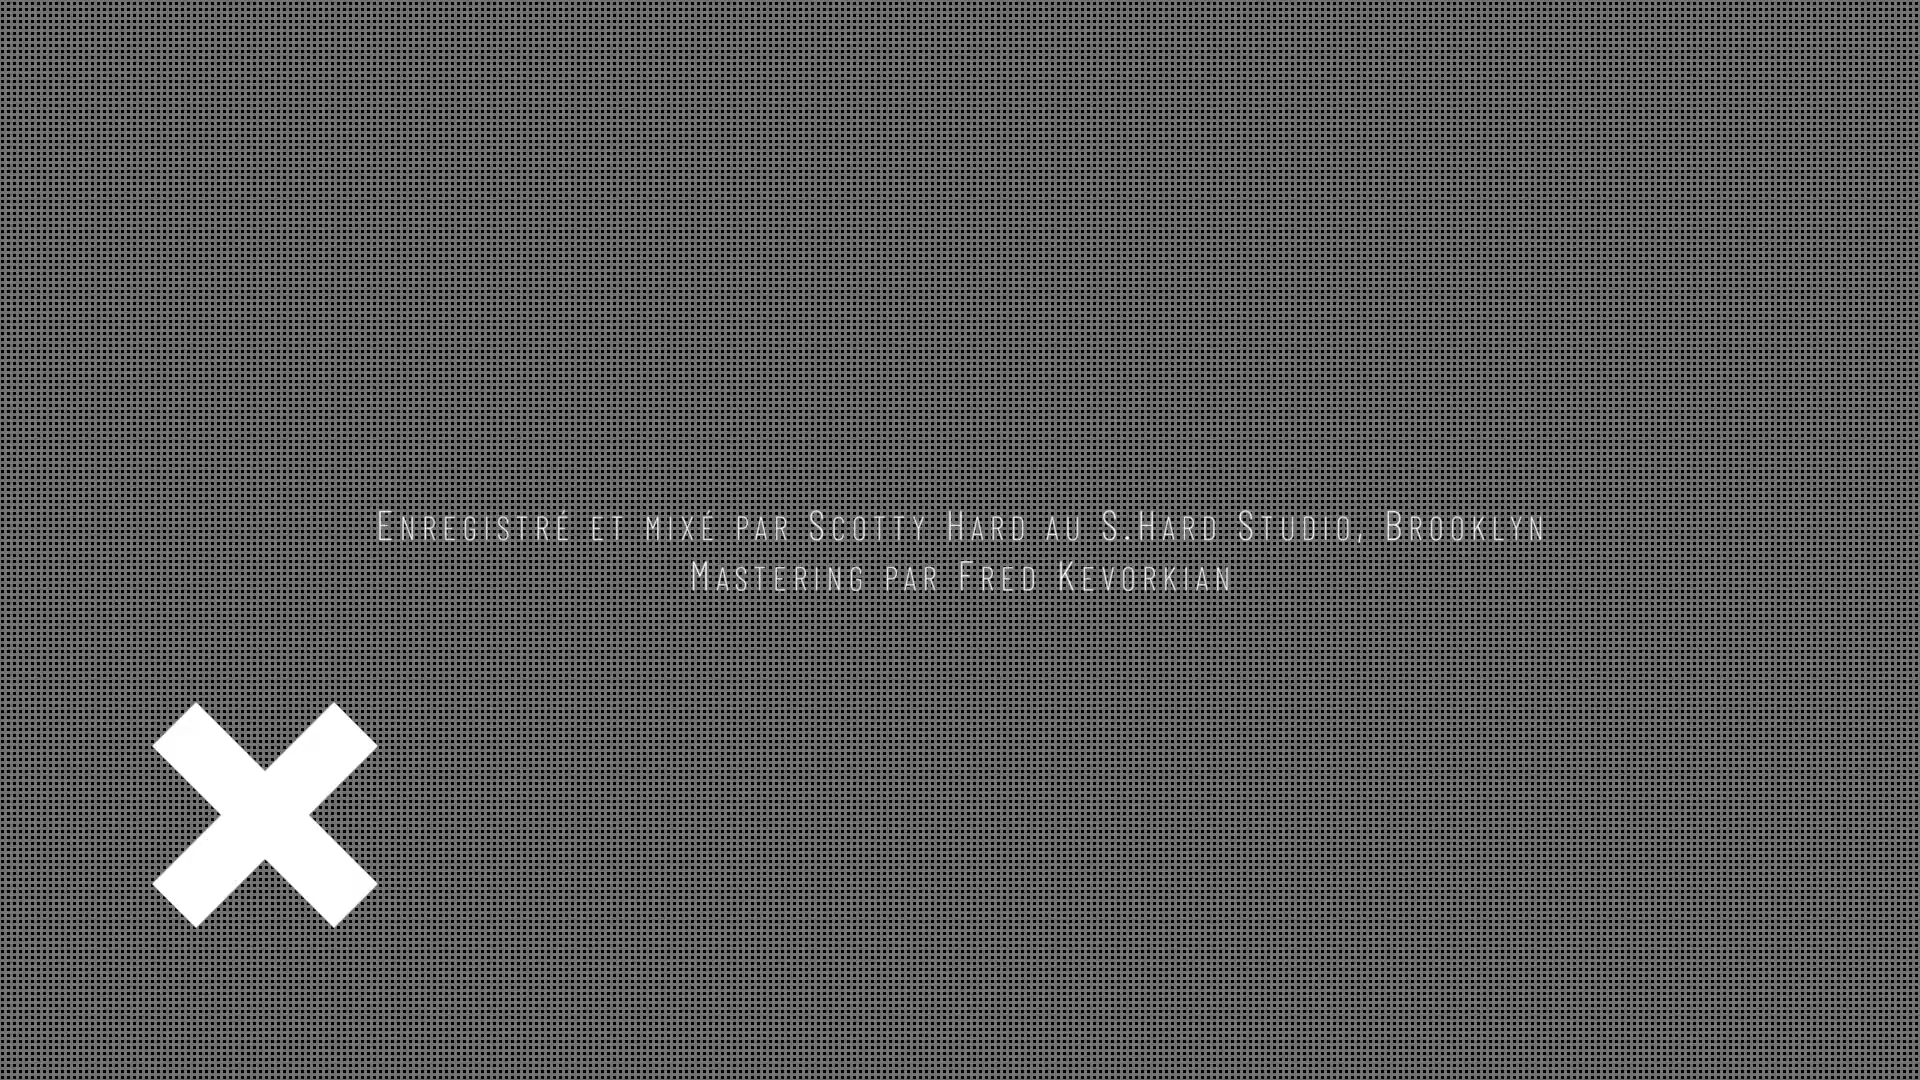 Enregistré et mixé par Scotty Hard au S.Hard Studio, Brooklyn
Mastering par Fred Kevorkian